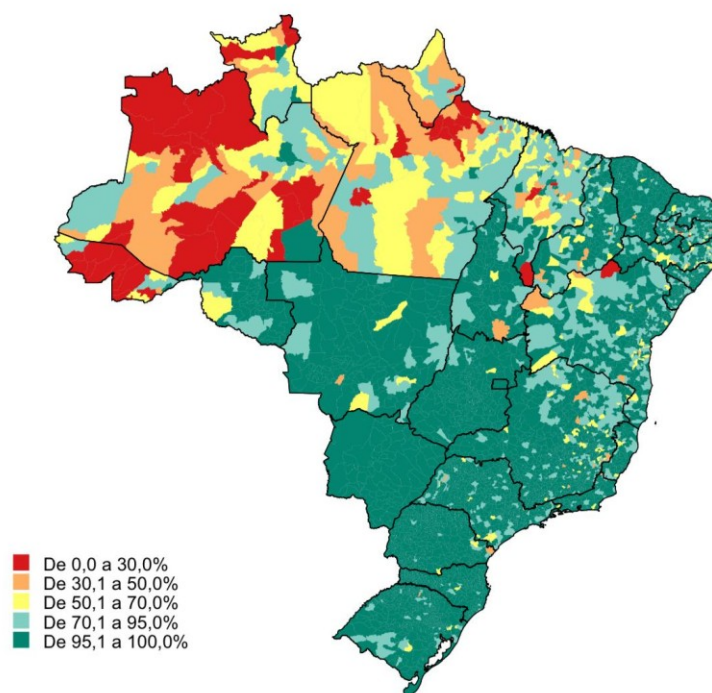 De 0,0 a 30,0%
De 30,1 a 50,0%
De 50,1 a 70,0%
De 70,1 a 95,0%
De 95,1 a 100,0%